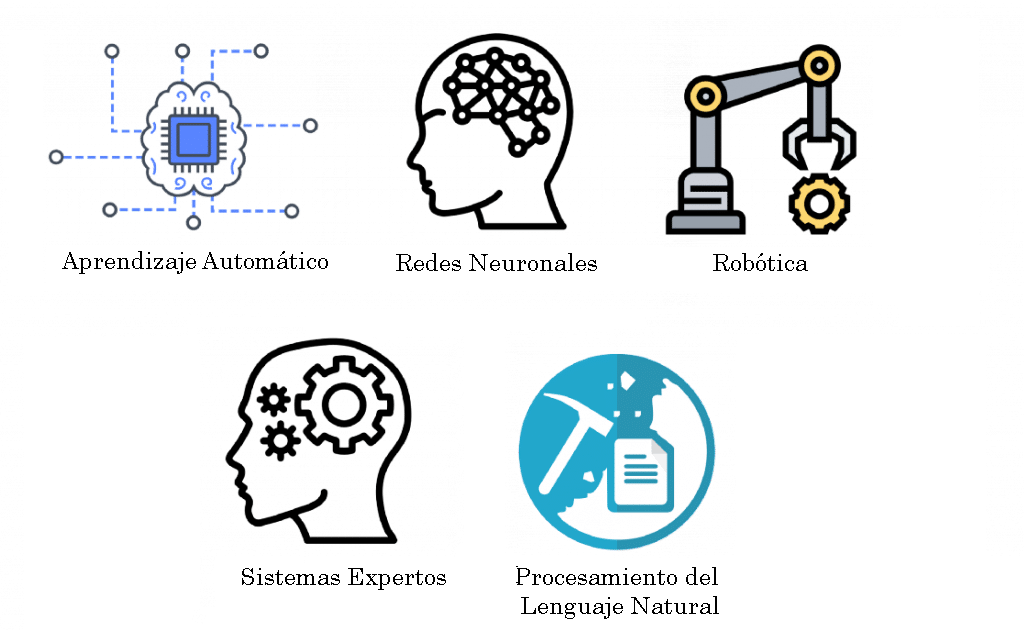 Aprendizaje Automático
Redes Neuronales
Robótica
Sistemas Expertos
Procesamiento del
Lenguaje Natural